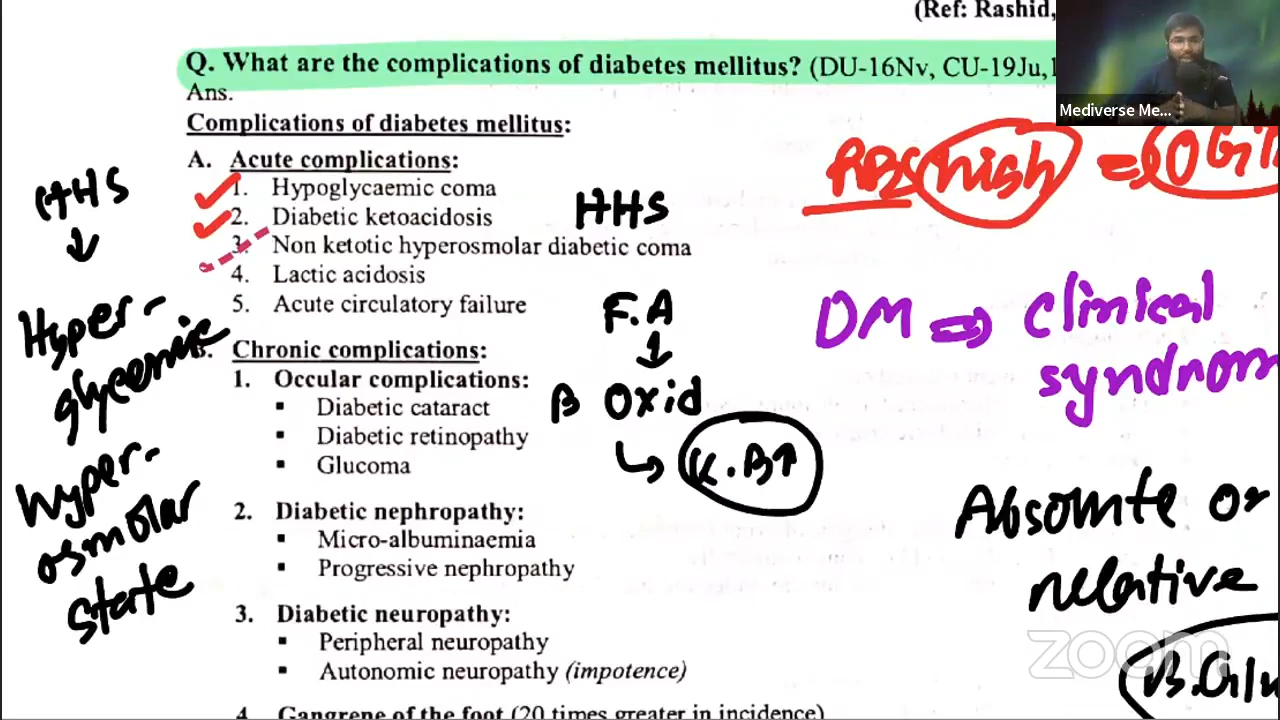 (Ref: Rashid,
Q. What are the complications of diabetes mellitus? (DU-16Nv, CU-19Ju,
Ans.
Complications of diabetes mellitus:
A. Acute complications:
1. Hypoglycaemic coma
2. Diabetic ketoacidosis
3. Non ketotic hyperosmolar diabetic coma
4. Lactic acidosis
5. Acute circulatory failure
B. Chronic complications:
1. Occular complications:
▪ Diabetic cataract
▪ Diabetic retinopathy
▪ Glucoma
2. Diabetic nephropathy:
▪ Micro-albuminaemia
▪ Progressive nephropathy
3. Diabetic neuropathy:
▪ Peripheral neuropathy
▪ Autonomic neuropathy (impotence)
4. Gangrene of the foot (20 times greater in incidence)
HHS
Hyper-
glycemic
Hyper-
osmolar
state
HHS
F.A
B Oxid
K.B↑
RBS high ⇒ OGT
DM ⇒ clinical
syndrom
Absolute or
relative
B.Glu
Mediverse Me...
zoom